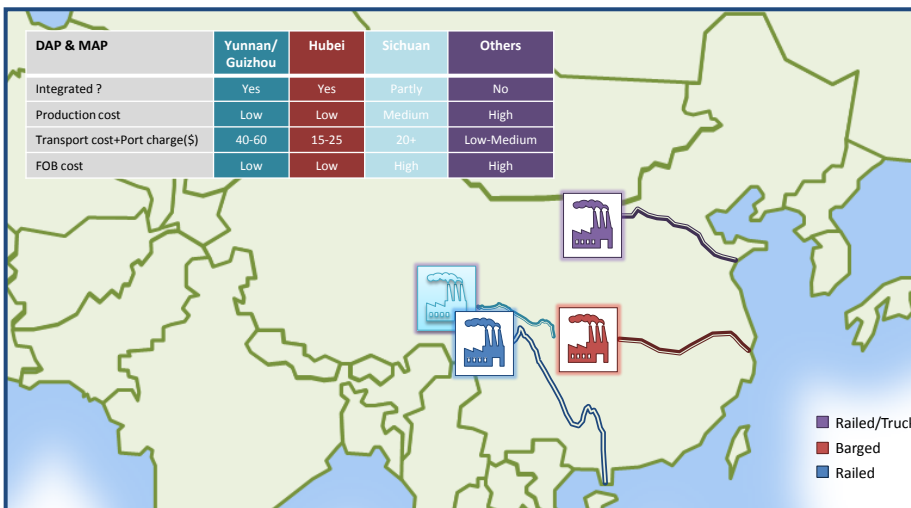 DAP & MAP Yunnan/ Hubei Sichuan Others
Guizhou
Integrated ? Yes Yes Partly No
Production cost Low Low Medium High
Transport cost+Port charge($) 40-60 15-25 20+ Low-Medium
FOB cost Low Low High High
Railed/Truck
Barged
Railed